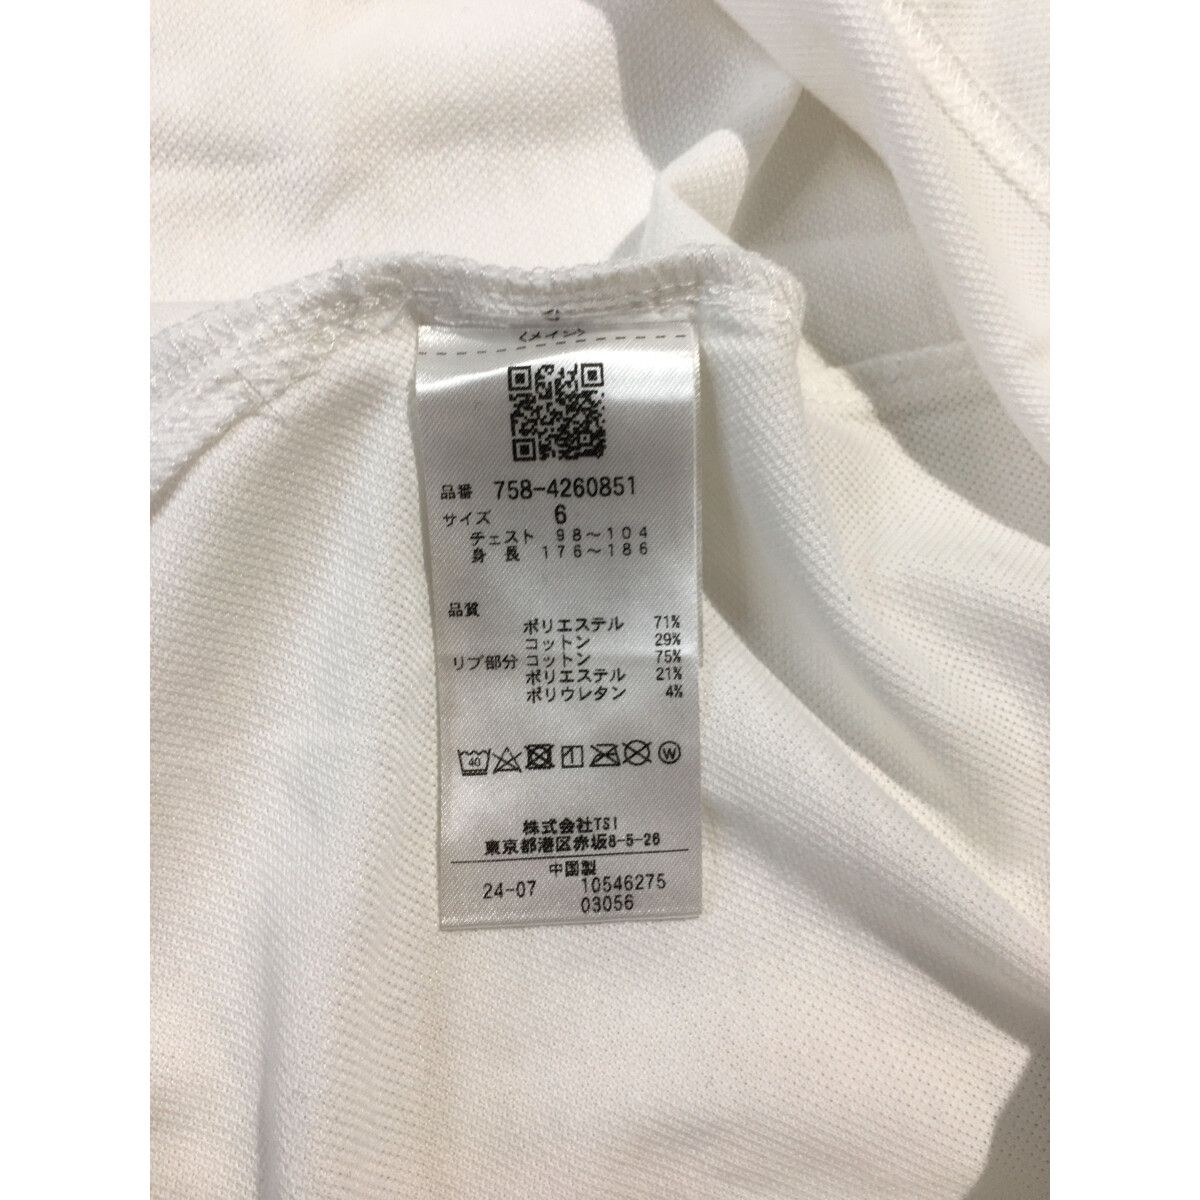 〈メイン〉
品番 758-4260851
サイズ 6
チェスト 98～104
身長 176～186
品質
ポリエステル 71%
コットン 29%
リブ部分 コットン 75%
ポリエステル 21%
ポリウレタン 4%
40
W
株式会社TSI
東京都港区赤坂8-5-26
中国製
24-07 10546275
03056